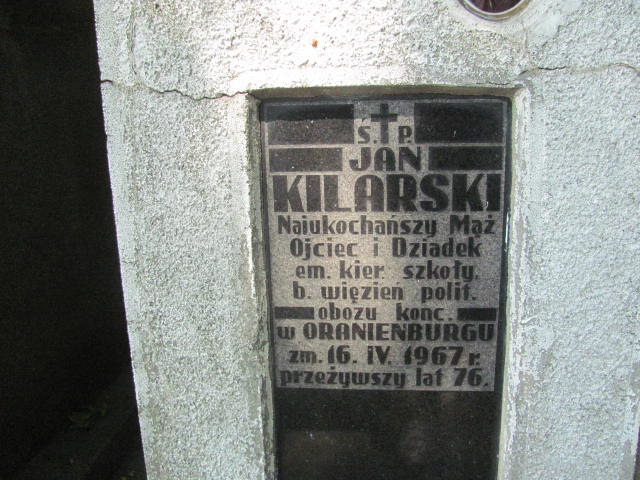 Ś. † P.
JAN
KILARSKI
Najukochańszy Mąż
Ojciec i Dziadek
em. kier. szkoły.
b. więzień polit.
obozu konc.
w ORANIENBURGU
zm. 16. IV. 1967 r.
przeżywszy lat 76.